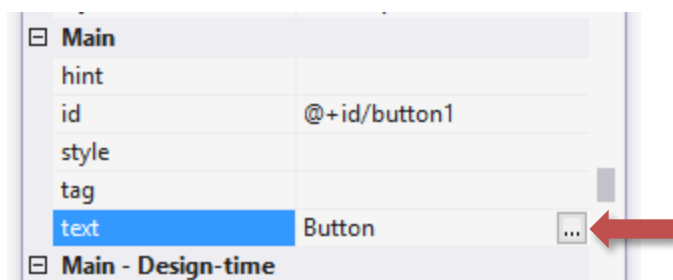 Main
hint
id @+id/button1
style
tag
text Button ...
Main - Design-time